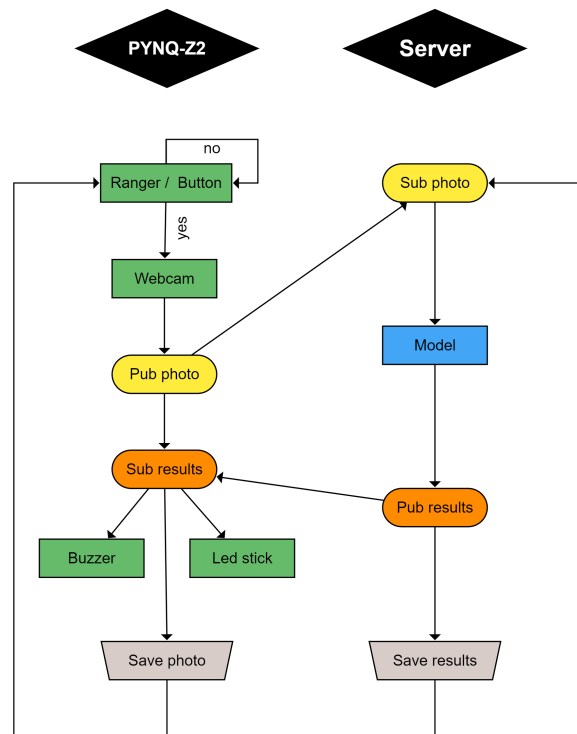 PYNQ-Z2
Server
no
Ranger / Button
Sub photo
yes
Webcam
Model
Pub photo
Sub results
Pub results
Buzzer
Led stick
Save photo
Save results